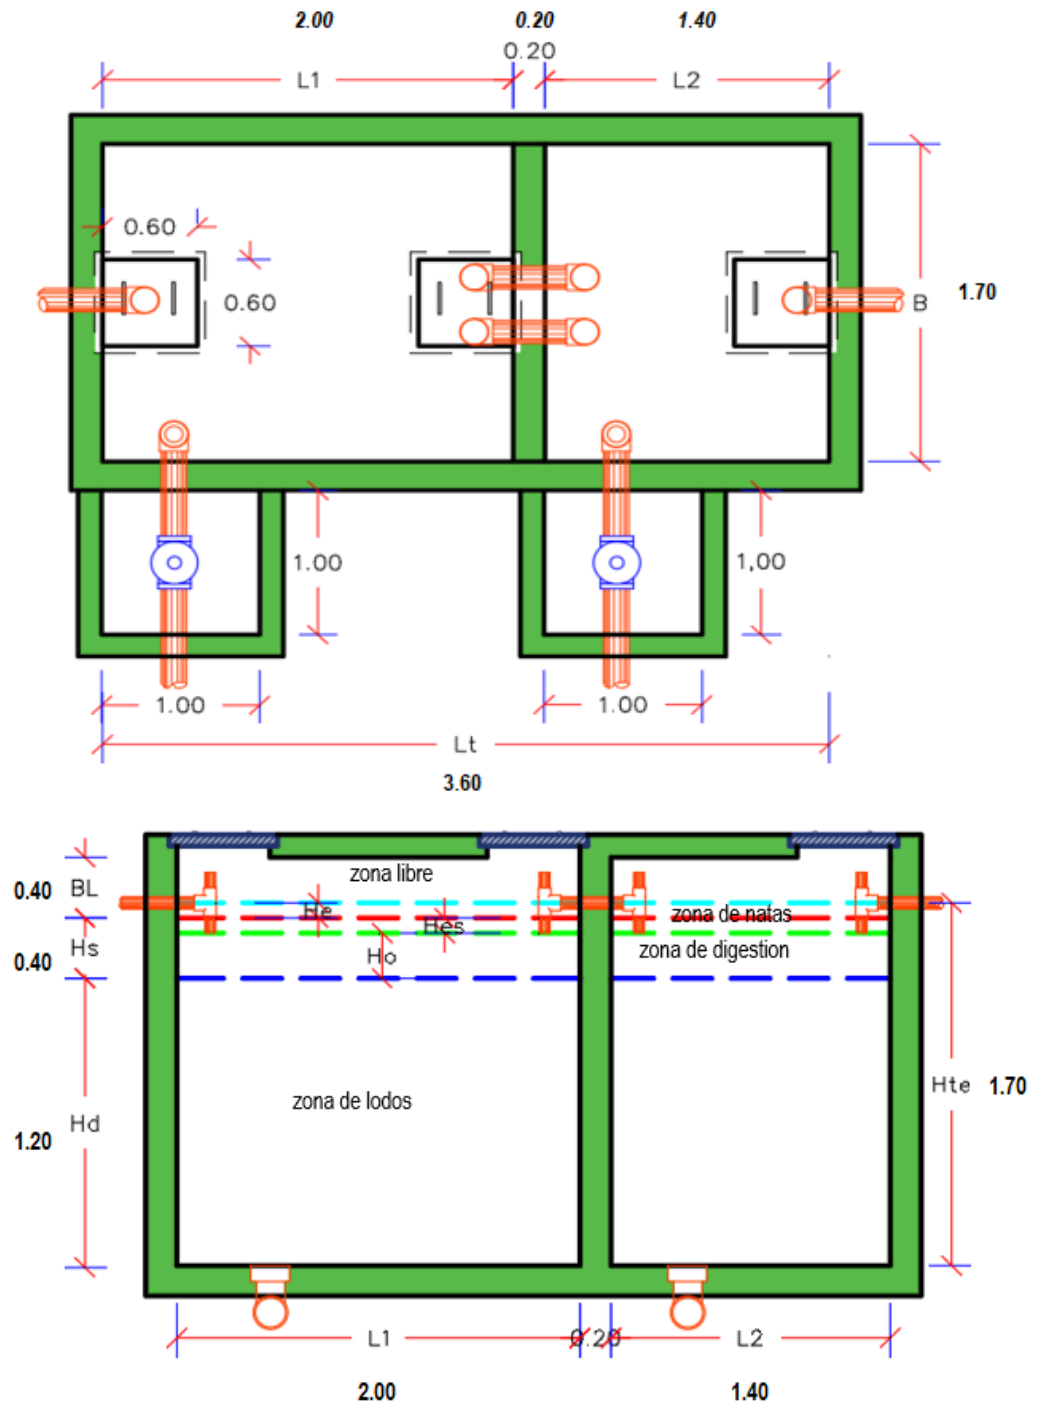 2.00 0.20 1.40
0.20
L1 L2
0.60
0.60
B 1.70
1.00 1,00
1.00 1.00
Lt
3.60
zona libre
0.40 BL
He
zona de natas
Hes
Hs
zona de digestion
0.40
Ho
Hte 1.70
zona de lodos
Hd
1.20
L1 0.20 L2
2.00 1.40